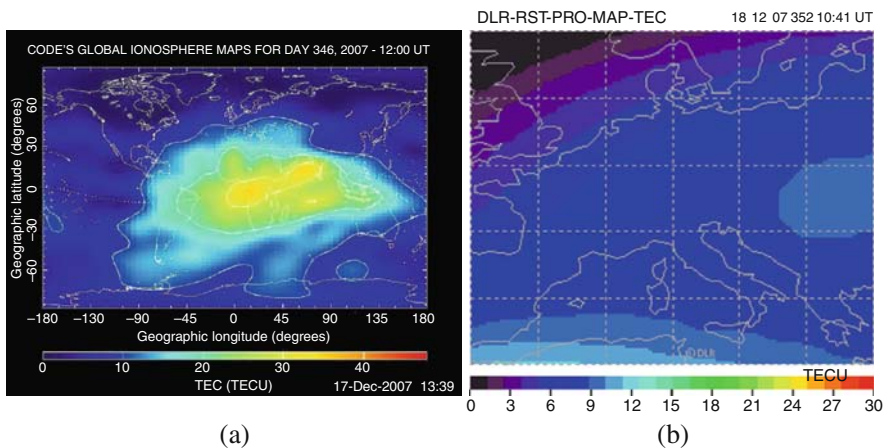 CODE'S GLOBAL IONOSPHERE MAPS FOR DAY 346, 2007 - 12:00 UT
Geographic latitude (degrees)
60
30
0
−30
−60
−180 −130 −90 −45 0 45 90 135 180
Geographic longitude (degrees)
0 10 20 30 40
TEC (TECU) 17-Dec-2007 13:39
(a)
DLR-RST-PRO-MAP-TEC 18 12 07 352 10:41 UT
TECU
0 3 6 9 12 15 18 21 24 27 30
(b)